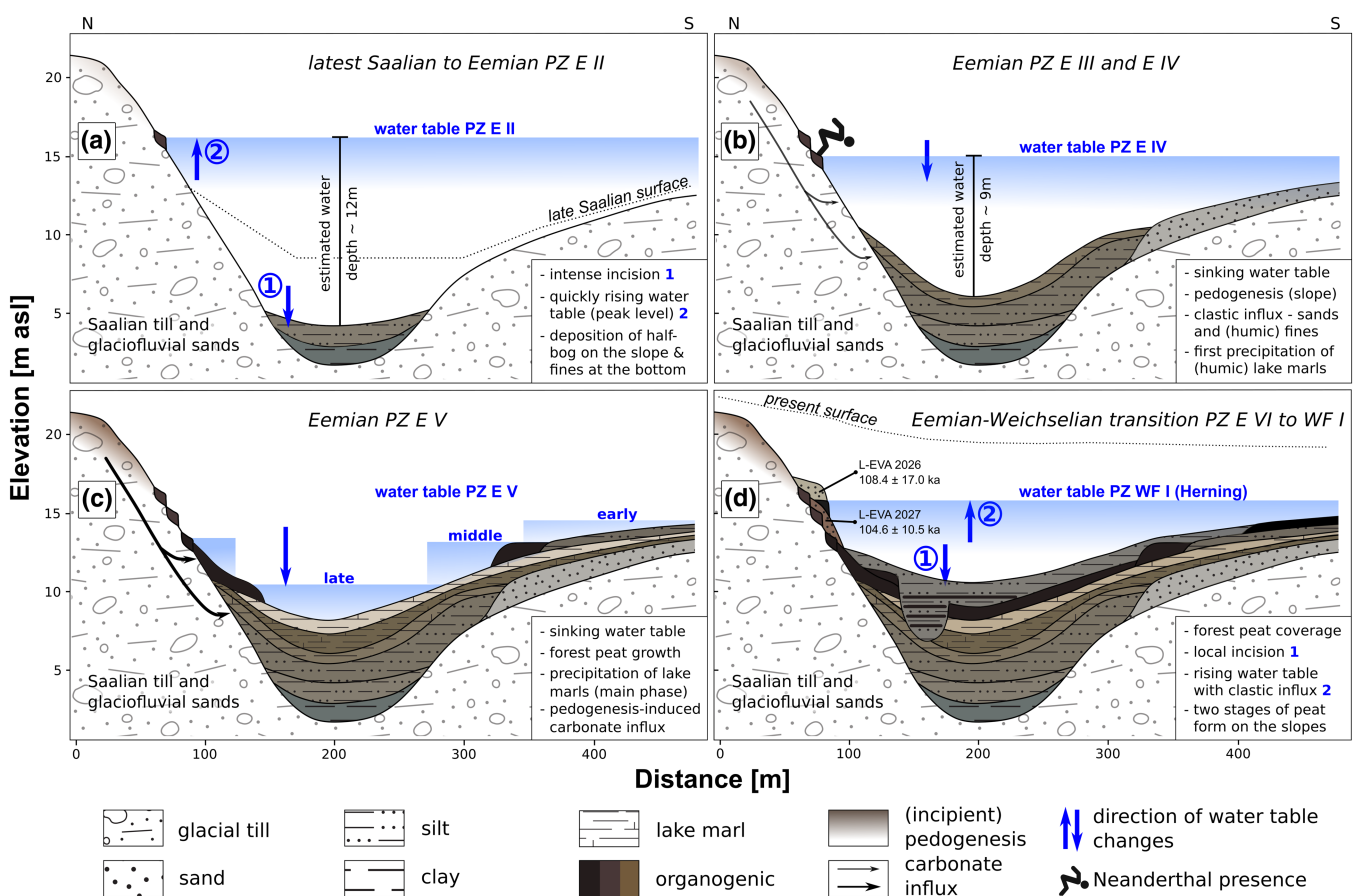 N
S
N
S
latest Saalian to Eemian PZ E II
Eemian PZ E III and E IV
20
15
10
5
(a)
water table PZ E II
②
①
estimated water
depth ~ 12m
late Saalian surface
Saalian till and
glaciofluvial sands
- intense incision 1
- quickly rising water
table (peak level) 2
- deposition of half-
bog on the slope &
fines at the bottom
(b)
water table PZ E IV
estimated water
depth ~ 9m
Saalian till and
glaciofluvial sands
- sinking water table
- pedogenesis (slope)
- clastic influx - sands
and (humic) fines
- first precipitation of
(humic) lake marls
Elevation [m asl]
Eemian PZ E V
20
15
10
5
(c)
water table PZ E V
early
middle
late
Saalian till and
glaciofluvial sands
- sinking water table
- forest peat growth
- precipitation of lake
marls (main phase)
- pedogenesis-induced
carbonate influx
present surface
Eemian-Weichselian transition PZ E VI to WF I
(d)
L-EVA 2026
108.4 ± 17.0 ka
L-EVA 2027
104.6 ± 10.5 ka
water table PZ WF I (Herning)
②
①
Saalian till and
glaciofluvial sands
- forest peat coverage
- local incision 1
- rising water table
with clastic influx 2
- two stages of peat
form on the slopes
0
100
200
300
400
0
100
200
300
400
Distance [m]
glacial till
silt
lake marl
(incipient)
pedogenesis
direction of water table
changes
sand
clay
organogenic
carbonate
influx
Neanderthal presence